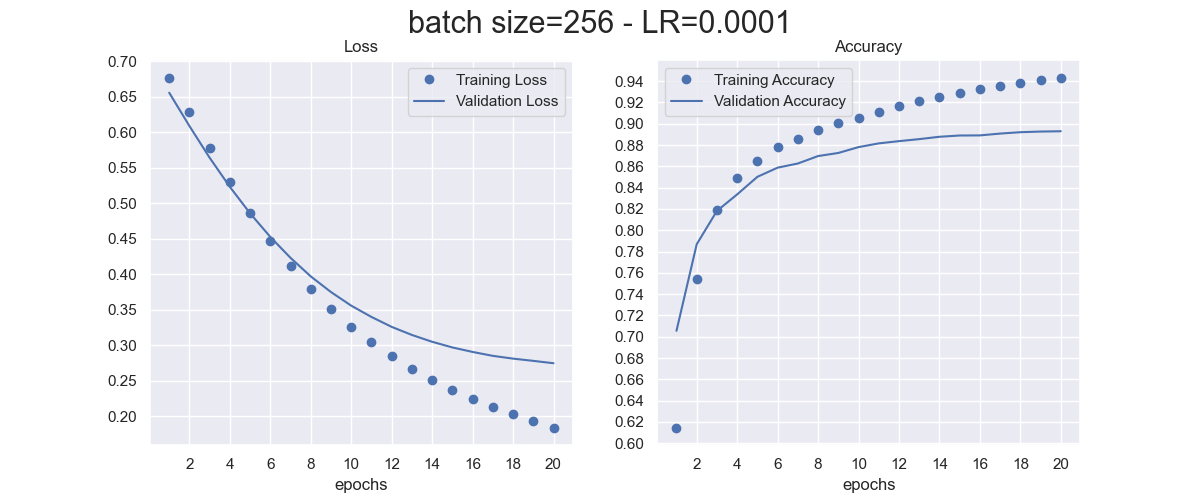 batch size=256 - LR=0.0001
Loss
Training Loss
Validation Loss
0.70
0.65
0.60
0.55
0.50
0.45
0.40
0.35
0.30
0.25
0.20
2 4 6 8 10 12 14 16 18 20
epochs
Accuracy
Training Accuracy
Validation Accuracy
0.94
0.92
0.90
0.88
0.86
0.84
0.82
0.80
0.78
0.76
0.74
0.72
0.70
0.68
0.66
0.64
0.62
0.60
2 4 6 8 10 12 14 16 18 20
epochs